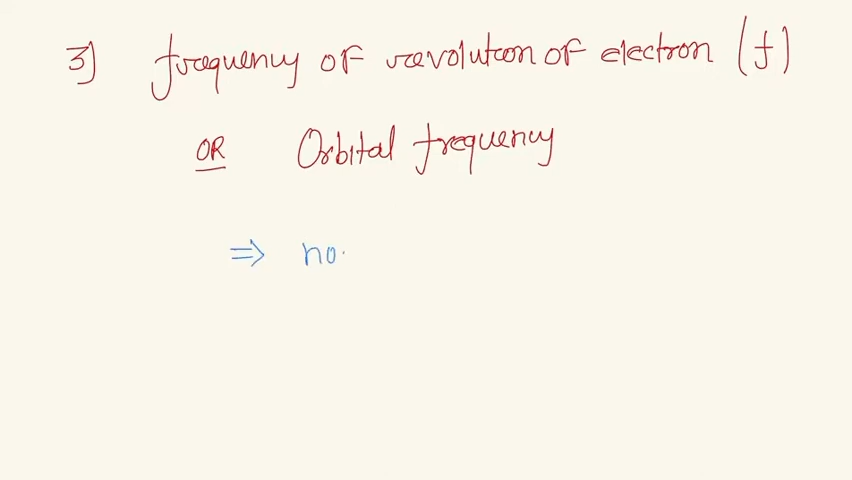 3) frequency of revolution of electron (f)
OR Orbital frequency
⇒ no.